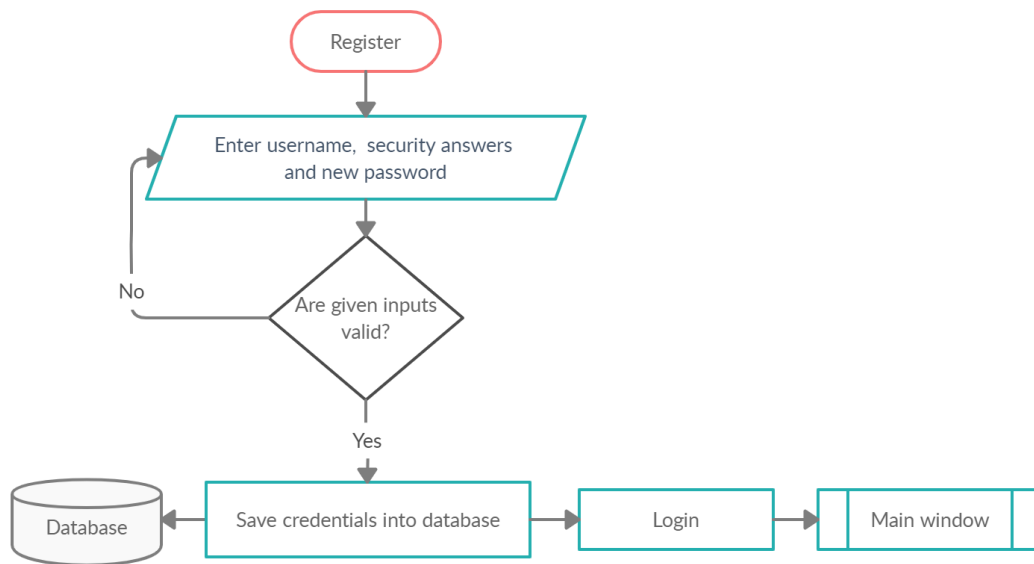 Register
Enter username, security answers
and new password
No
Are given inputs
valid?
Yes
Database
Save credentials into database
Login
Main window